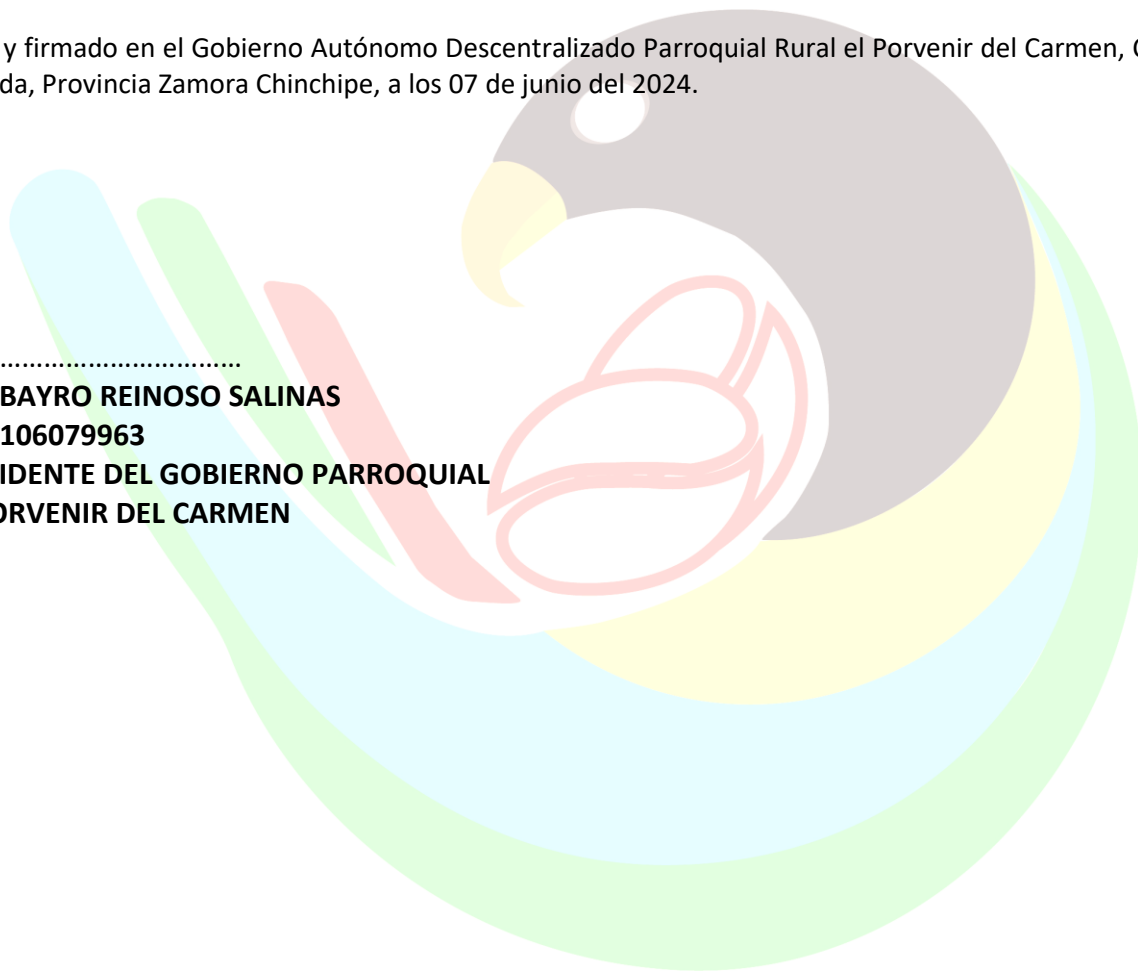 y firmado en el Gobierno Autónomo Descentralizado Parroquial Rural el Porvenir del Carmen, C
da, Provincia Zamora Chinchipe, a los 07 de junio del 2024.
………………………………
BAYRO REINOSO SALINAS
106079963
IDENTE DEL GOBIERNO PARROQUIAL
ORVENIR DEL CARMEN